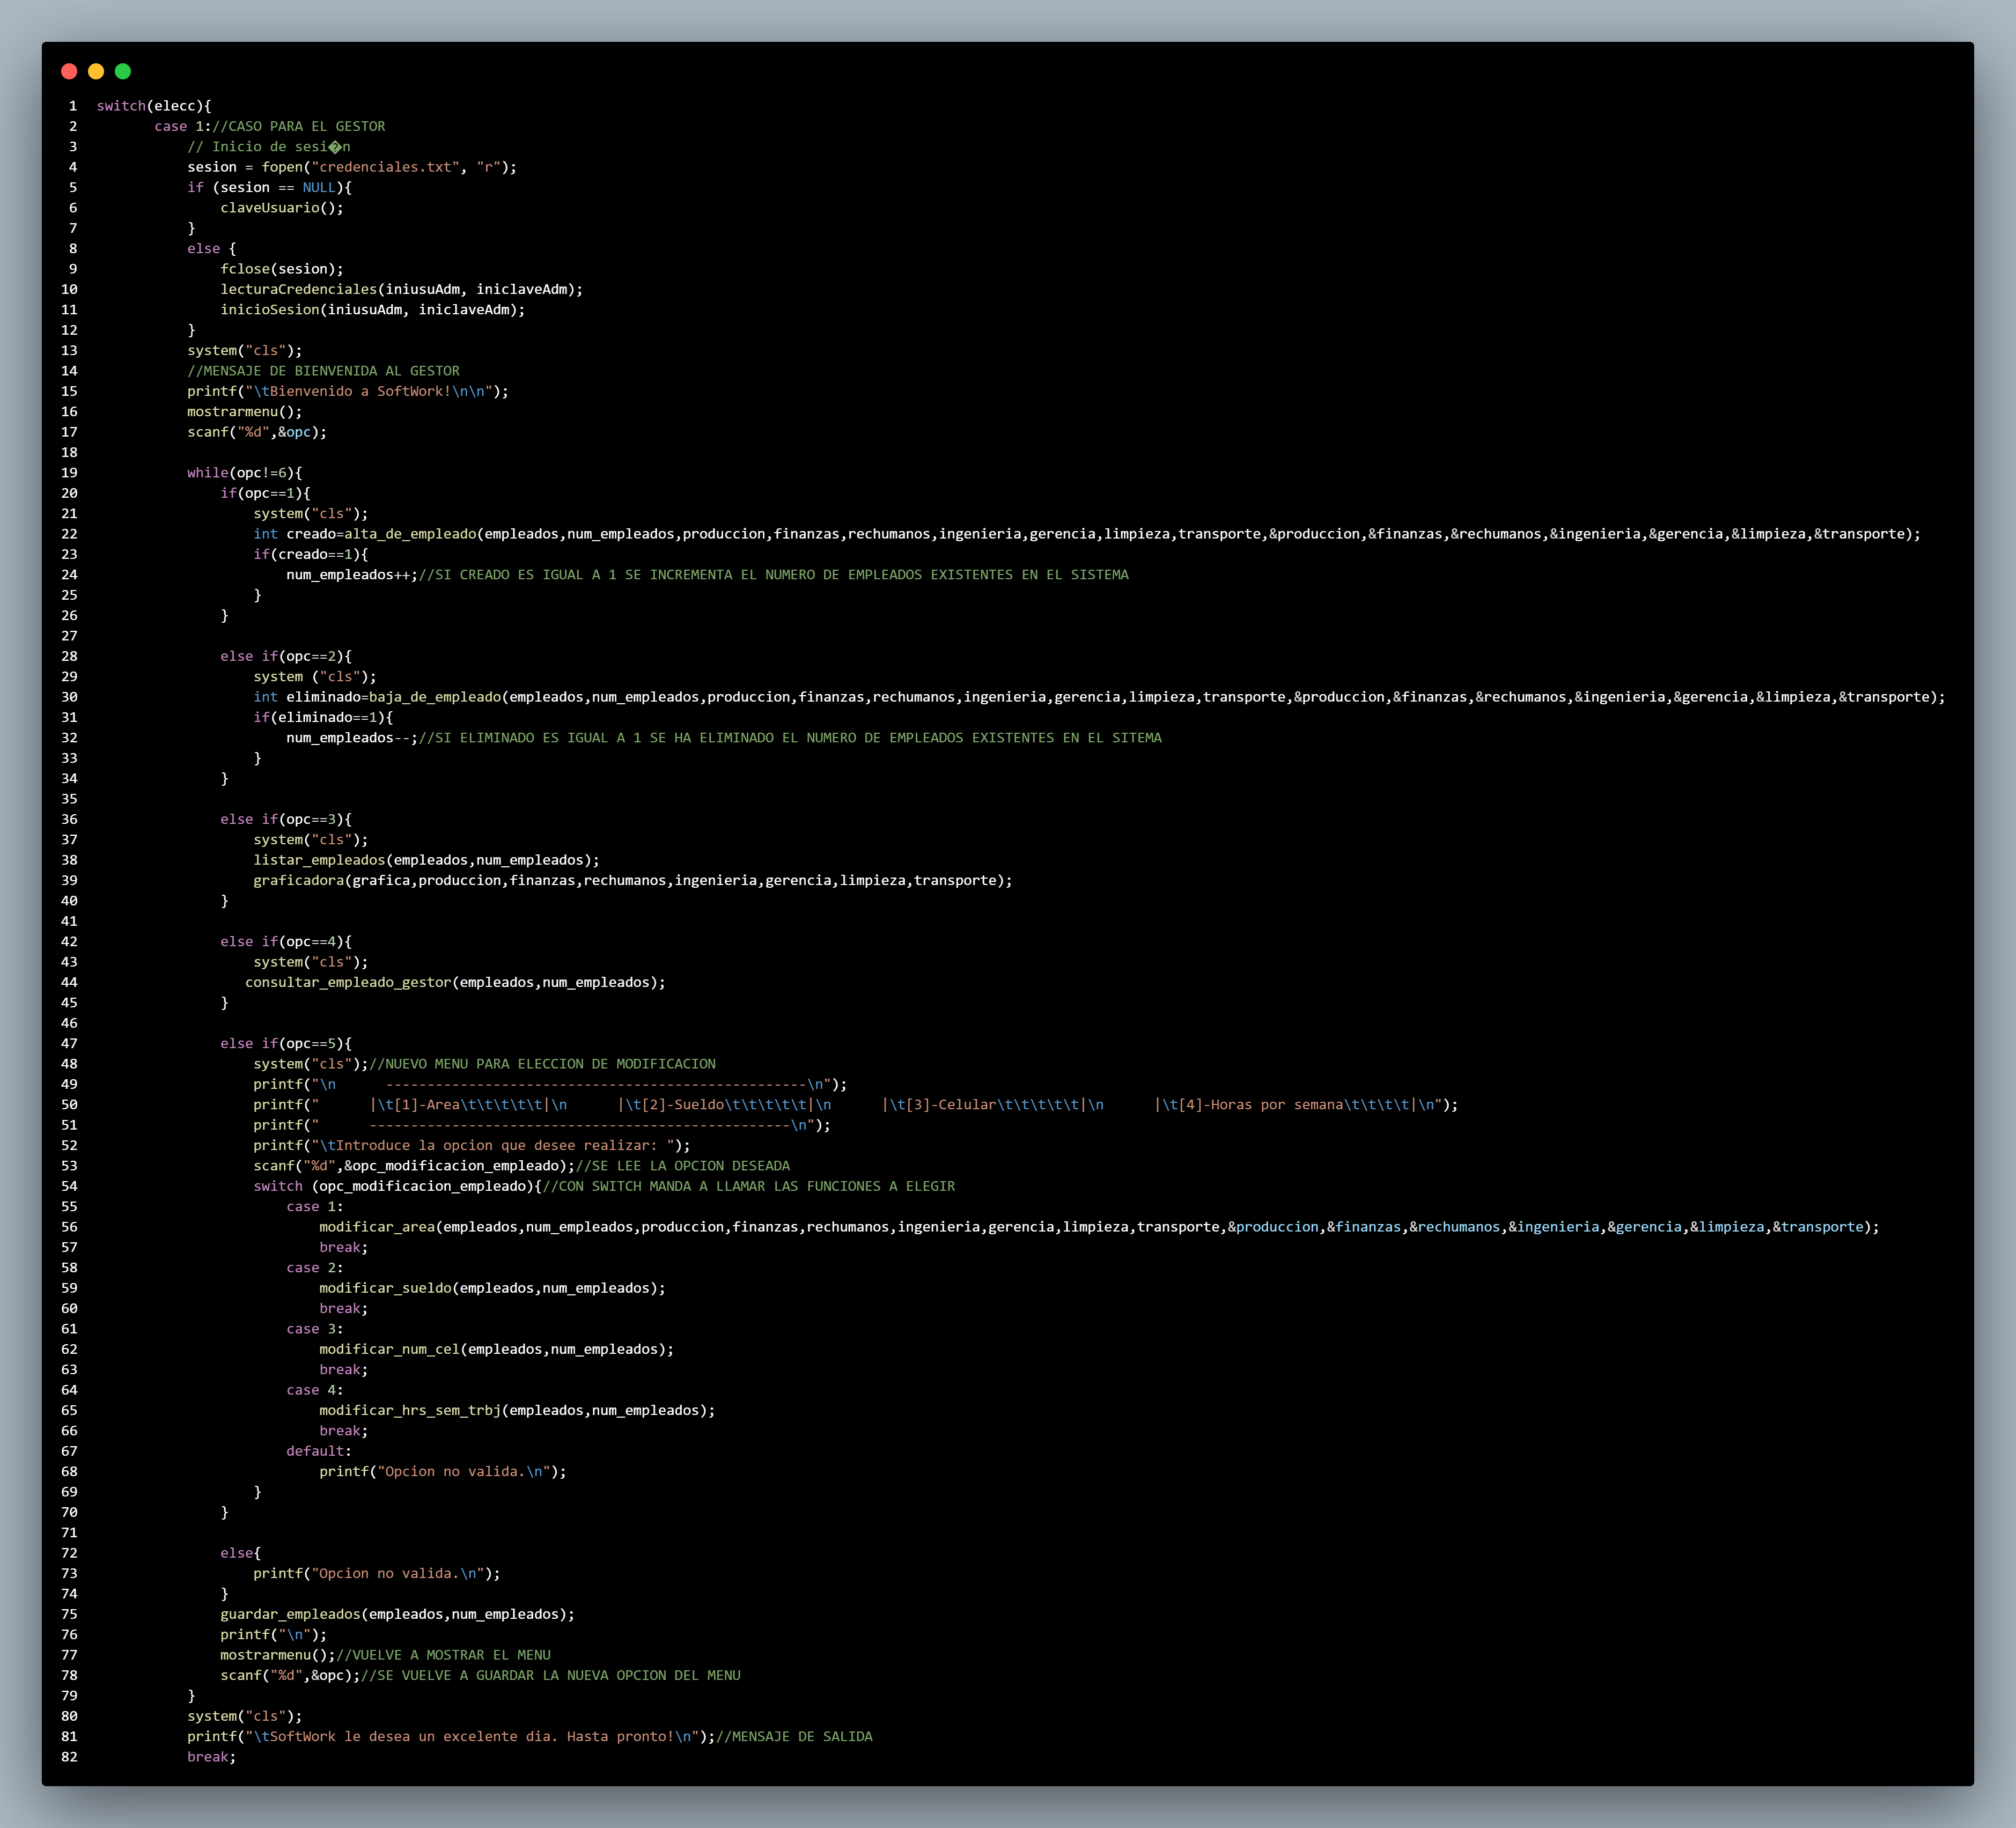 1 switch(elecc){
2 case 1://CASO PARA EL GESTOR
3 // Inicio de sesi�n
4 sesion = fopen("credenciales.txt", "r");
5 if (sesion == NULL){
6 claveUsuario();
7 }
8 else {
9 fclose(sesion);
10 lecturaCredenciales(iniusuAdm, iniclaveAdm);
11 inicioSesion(iniusuAdm, iniclaveAdm);
12 }
13 system("cls");
14 //MENSAJE DE BIENVENIDA AL GESTOR
15 printf("\tBienvenido a SoftWork!\n\n");
16 mostrarmenu();
17 scanf("%d",&opc);
18
19 while(opc!=6){
20 if(opc==1){
21 system("cls");
22 int creado=alta_de_empleado(empleados,num_empleados,produccion,finanzas,rechumanos,ingenieria,gerencia,limpieza,transporte,&produccion,&finanzas,&rechumanos,&ingenieria,&gerencia,&limpieza,&transporte);
23 if(creado==1){
24 num_empleados++;//SI CREADO ES IGUAL A 1 SE INCREMENTA EL NUMERO DE EMPLEADOS EXISTENTES EN EL SISTEMA
25 }
26 }
27
28 else if(opc==2){
29 system ("cls");
30 int eliminado=baja_de_empleado(empleados,num_empleados,produccion,finanzas,rechumanos,ingenieria,gerencia,limpieza,transporte,&produccion,&finanzas,&rechumanos,&ingenieria,&gerencia,&limpieza,&transporte);
31 if(eliminado==1){
32 num_empleados--;//SI ELIMINADO ES IGUAL A 1 SE HA ELIMINADO EL NUMERO DE EMPLEADOS EXISTENTES EN EL SITEMA
33 }
34 }
35
36 else if(opc==3){
37 system("cls");
38 listar_empleados(empleados,num_empleados);
39 graficadora(grafica,produccion,finanzas,rechumanos,ingenieria,gerencia,limpieza,transporte);
40 }
41
42 else if(opc==4){
43 system("cls");
44 consultar_empleado_gestor(empleados,num_empleados);
45 }
46
47 else if(opc==5){
48 system("cls");//NUEVO MENU PARA ELECCION DE MODIFICACION
49 printf("\n      ---------------------------------------------------\n");
50 printf("      |\t[1]-Area\t\t\t\t\t|\n      |\t[2]-Sueldo\t\t\t\t\t|\n      |\t[3]-Celular\t\t\t\t\t|\n      |\t[4]-Horas por semana\t\t\t\t|\n");
51 printf("      ---------------------------------------------------\n");
52 printf("\tIntroduce la opcion que desee realizar: ");
53 scanf("%d",&opc_modificacion_empleado);//SE LEE LA OPCION DESEADA
54 switch (opc_modificacion_empleado){//CON SWITCH MANDA A LLAMAR LAS FUNCIONES A ELEGIR
55 case 1:
56 modificar_area(empleados,num_empleados,produccion,finanzas,rechumanos,ingenieria,gerencia,limpieza,transporte,&produccion,&finanzas,&rechumanos,&ingenieria,&gerencia,&limpieza,&transporte);
57 break;
58 case 2:
59 modificar_sueldo(empleados,num_empleados);
60 break;
61 case 3:
62 modificar_num_cel(empleados,num_empleados);
63 break;
64 case 4:
65 modificar_hrs_sem_trbj(empleados,num_empleados);
66 break;
67 default:
68 printf("Opcion no valida.\n");
69 }
70 }
71
72 else{
73 printf("Opcion no valida.\n");
74 }
75 guardar_empleados(empleados,num_empleados);
76 printf("\n");
77 mostrarmenu();//VUELVE A MOSTRAR EL MENU
78 scanf("%d",&opc);//SE VUELVE A GUARDAR LA NUEVA OPCION DEL MENU
79 }
80 system("cls");
81 printf("\tSoftWork le desea un excelente dia. Hasta pronto!\n");//MENSAJE DE SALIDA
82 break;